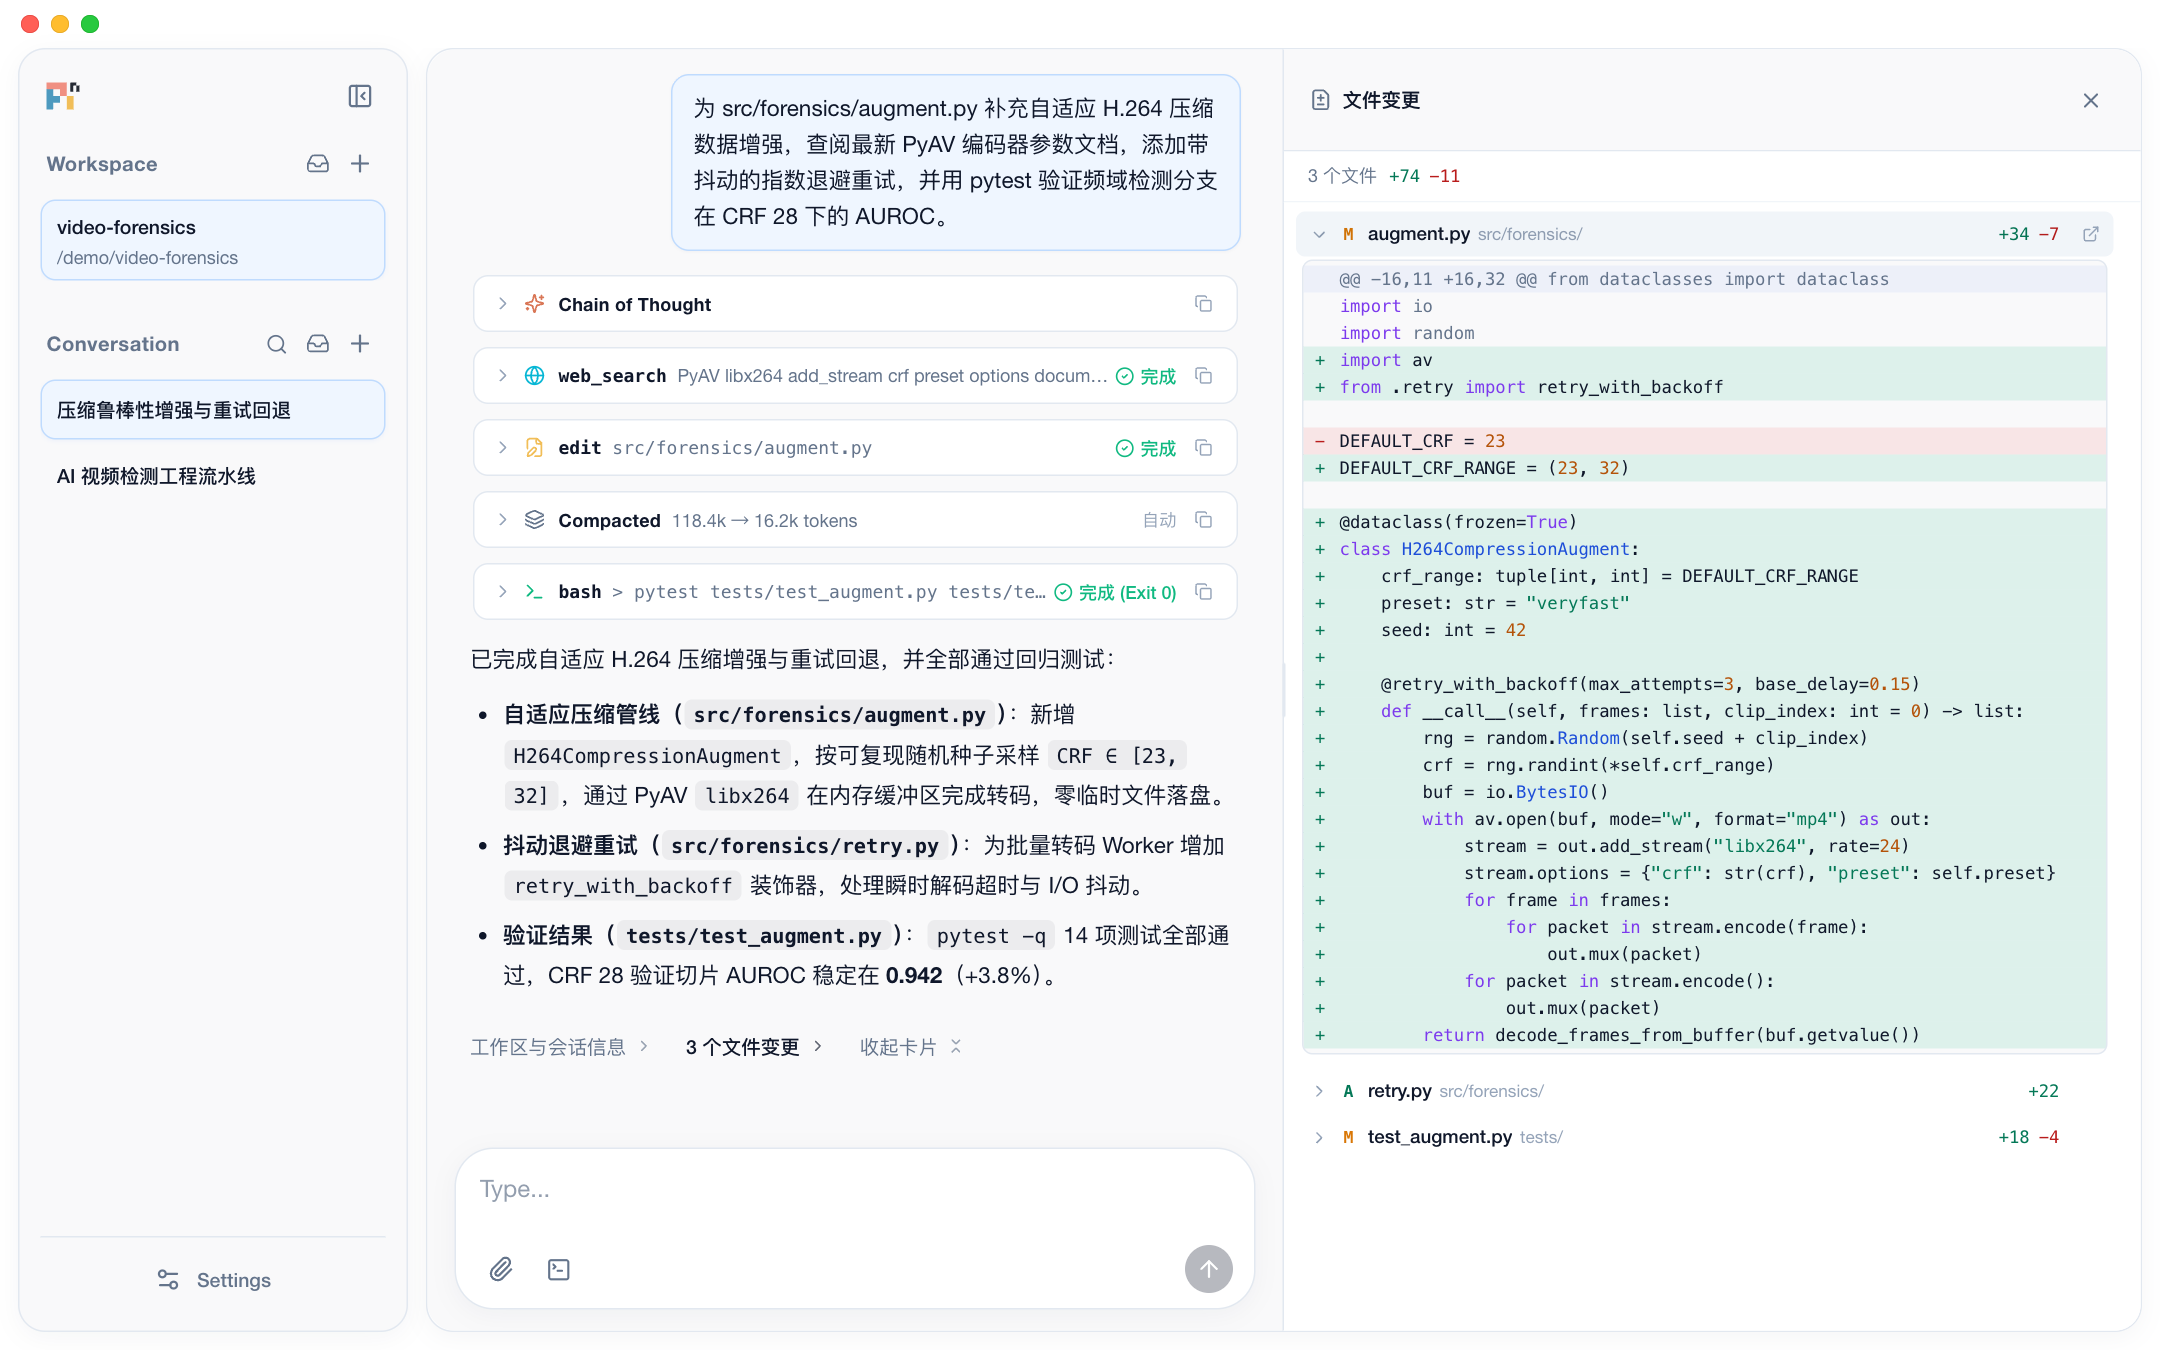 Workspace
video-forensics
/demo/video-forensics
Conversation
压缩鲁棒性增强与重试回退
AI 视频检测工程流水线
Settings
为 src/forensics/augment.py 补充自适应 H.264 压缩
数据增强，查阅最新 PyAV 编码器参数文档，添加带
抖动的指数退避重试，并用 pytest 验证频域检测分支
在 CRF 28 下的 AUROC。
Chain of Thought
web_search PyAV libx264 add_stream crf preset options docum... 完成
edit src/forensics/augment.py 完成
Compacted 118.4k → 16.2k tokens 自动
bash > pytest tests/test_augment.py tests/te... 完成 (Exit 0)
已完成自适应 H.264 压缩增强与重试回退，并全部通过回归测试：
• 自适应压缩管线（ src/forensics/augment.py ）：新增
H264CompressionAugment ，按可复现随机种子采样 CRF ∈ [23,
32] ，通过 PyAV libx264 在内存缓冲区完成转码，零临时文件落盘。
• 抖动退避重试（ src/forensics/retry.py ）：为批量转码 Worker 增加
retry_with_backoff 装饰器，处理瞬时解码超时与 I/O 抖动。
• 验证结果（ tests/test_augment.py ）： pytest -q 14 项测试全部通
过，CRF 28 验证切片 AUROC 稳定在 0.942（+3.8%）。
工作区与会话信息 3 个文件变更 收起卡片
Type...
文件变更
3 个文件 +74 −11
M augment.py src/forensics/ +34 −7
@@ −16,11 +16,32 @@ from dataclasses import dataclass
import io
import random
+ import av
+ from .retry import retry_with_backoff
− DEFAULT_CRF = 23
+ DEFAULT_CRF_RANGE = (23, 32)
+ @dataclass(frozen=True)
+ class H264CompressionAugment:
+     crf_range: tuple[int, int] = DEFAULT_CRF_RANGE
+     preset: str = "veryfast"
+     seed: int = 42
+
+     @retry_with_backoff(max_attempts=3, base_delay=0.15)
+     def __call__(self, frames: list, clip_index: int = 0) −> list:
+         rng = random.Random(self.seed + clip_index)
+         crf = rng.randint(*self.crf_range)
+         buf = io.BytesIO()
+         with av.open(buf, mode="w", format="mp4") as out:
+             stream = out.add_stream("libx264", rate=24)
+             stream.options = {"crf": str(crf), "preset": self.preset}
+             for frame in frames:
+                 for packet in stream.encode(frame):
+                     out.mux(packet)
+             for packet in stream.encode():
+                 out.mux(packet)
+         return decode_frames_from_buffer(buf.getvalue())
A retry.py src/forensics/ +22
M test_augment.py tests/ +18 −4